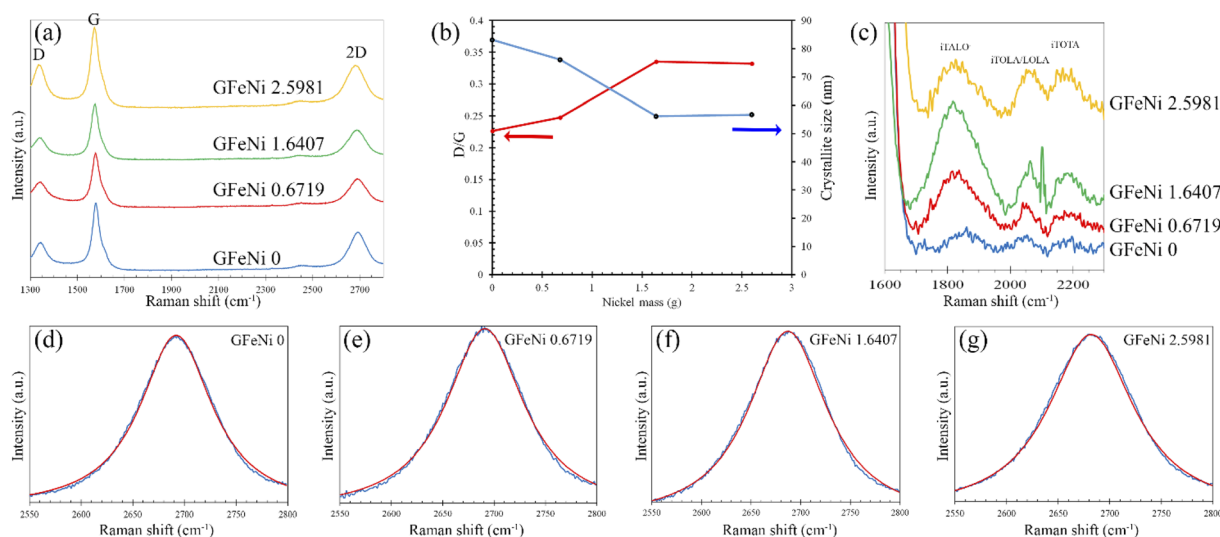 (a)
D
G
2D
GFeNi 2.5981
GFeNi 1.6407
GFeNi 0.6719
GFeNi 0
Intensity (a.u.)
1300 1500 1700 1900 2100 2300 2500 2700
Raman shift (cm⁻¹)
(b)
0.4
0.35
0.3
0.25
0.2
0.15
0.1
0.05
0
D/G
90
80
70
60
50
40
30
20
10
0
Crystallite size (nm)
0 0.5 1 1.5 2 2.5 3
Nickel mass (g)
(c)
iTALO
iTOLA/LOLA
iTOTA
GFeNi 2.5981
GFeNi 1.6407
GFeNi 0.6719
GFeNi 0
Intensity (a.u.)
1600 1800 2000 2200
Raman shift (cm⁻¹)
(d)
GFeNi 0
Intensity (a.u.)
2550 2600 2650 2700 2750 2800
Raman shift (cm⁻¹)
(e)
GFeNi 0.6719
Intensity (a.u.)
2550 2600 2650 2700 2750 2800
Raman shift (cm⁻¹)
(f)
GFeNi 1.6407
Intensity (a.u.)
2550 2600 2650 2700 2750 2800
Raman shift (cm⁻¹)
(g)
GFeNi 2.5981
Intensity (a.u.)
2550 2600 2650 2700 2750 2800
Raman shift (cm⁻¹)